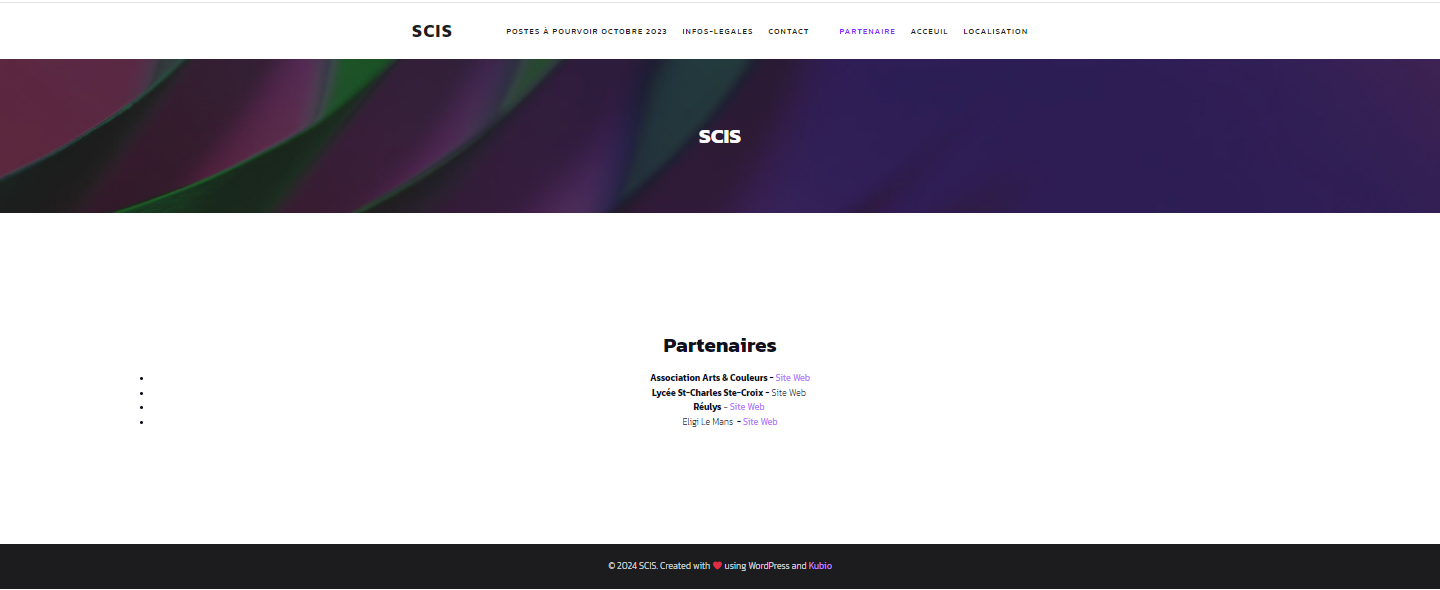 SCIS POSTES À POURVOIR OCTOBRE 2023 INFOS-LEGALES CONTACT PARTENAIRE ACCEUIL LOCALISATION
SCIS
Partenaires
Association Arts & Couleurs - Site Web
Lycée St-Charles Ste-Croix - Site Web
Réulys - Site Web
Eligi Le Mans - Site Web
© 2024 SCIS. Created with ❤ using WordPress and Kubio